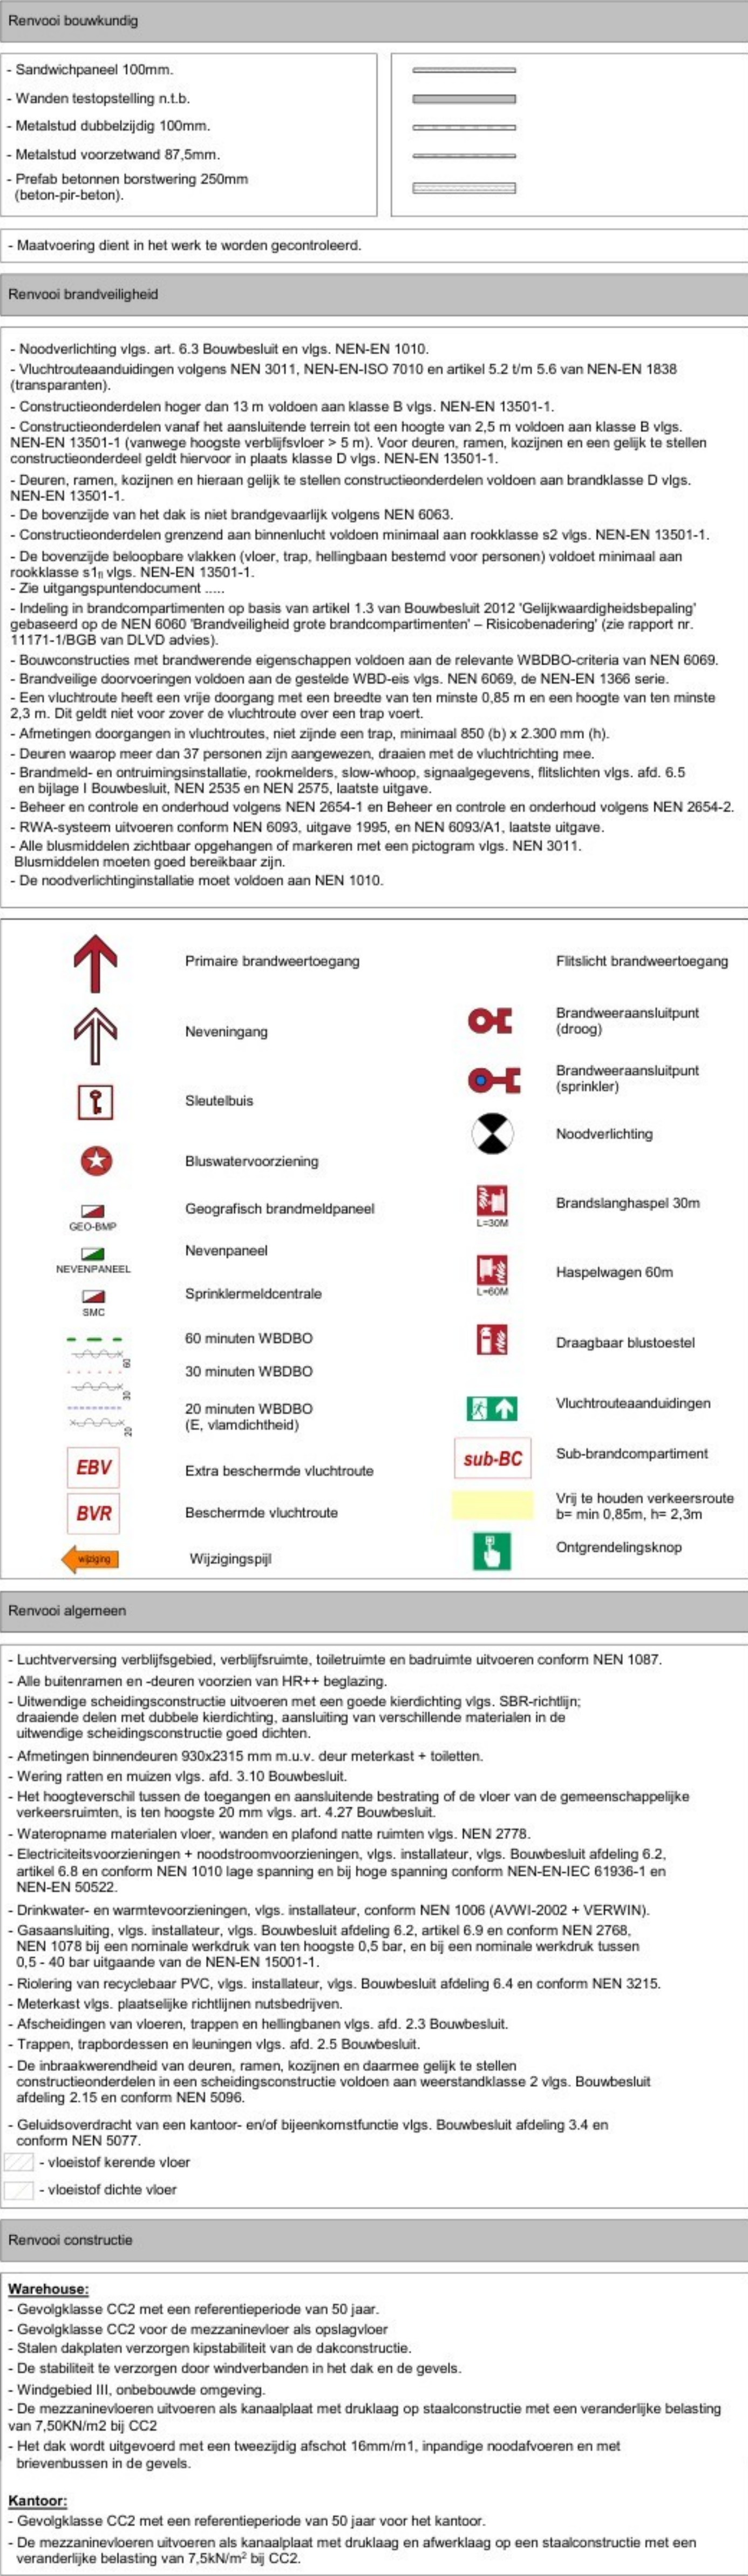 Renvooi bouwkundig
- Sandwichpaneel 100mm.
- Wanden testopstelling n.t.b.
- Metalstud dubbelzijdig 100mm.
- Metalstud voorzetwand 87,5mm.
- Prefab betonnen borstwering 250mm
(beton-pir-beton).
- Maatvoering dient in het werk te worden gecontroleerd.
Renvooi brandveiligheid
- Noodverlichting vlgs. art. 6.3 Bouwbesluit en vlgs. NEN-EN 1010.
- Vluchtrouteaanduidingen volgens NEN 3011, NEN-EN-ISO 7010 en artikel 5.2 t/m 5.6 van NEN-EN 1838
(transparanten).
- Constructieonderdelen hoger dan 13 m voldoen aan klasse B vlgs. NEN-EN 13501-1.
- Constructieonderdelen vanaf het aansluitende terrein tot een hoogte van 2,5 m voldoen aan klasse B vlgs.
NEN-EN 13501-1 (vanwege hoogste verblijfsvloer > 5 m). Voor deuren, ramen, kozijnen en een gelijk te stellen
constructieonderdeel geldt hiervoor in plaats klasse D vlgs. NEN-EN 13501-1.
- Deuren, ramen, kozijnen en hieraan gelijk te stellen constructieonderdelen voldoen aan brandklasse D vlgs.
NEN-EN 13501-1.
- De bovenzijde van het dak is niet brandgevaarlijk volgens NEN 6063.
- Constructieonderdelen grenzend aan binnenlucht voldoen minimaal aan rookklasse s2 vlgs. NEN-EN 13501-1.
- De bovenzijde beloopbare vlakken (vloer, trap, hellingbaan bestemd voor personen) voldoet minimaal aan
rookklasse s1fl vlgs. NEN-EN 13501-1.
- Zie uitgangspuntendocument .....
- Indeling in brandcompartimenten op basis van artikel 1.3 van Bouwbesluit 2012 'Gelijkwaardigheidsbepaling'
gebaseerd op de NEN 6060 'Brandveiligheid grote brandcompartimenten' – Risicobenadering' (zie rapport nr.
11171-1/BGB van DLVD advies).
- Bouwconstructies met brandwerende eigenschappen voldoen aan de relevante WBDBO-criteria van NEN 6069.
- Brandveilige doorvoeringen voldoen aan de gestelde WBD-eis vlgs. NEN 6069, de NEN-EN 1366 serie.
- Een vluchtroute heeft een vrije doorgang met een breedte van ten minste 0,85 m en een hoogte van ten minste
2,3 m. Dit geldt niet voor zover de vluchtroute over een trap voert.
- Afmetingen doorgangen in vluchtroutes, niet zijnde een trap, minimaal 850 (b) x 2.300 mm (h).
- Deuren waarop meer dan 37 personen zijn aangewezen, draaien met de vluchtrichting mee.
- Brandmeld- en ontruimingsinstallatie, rookmelders, slow-whoop, signaalgegevens, flitslichten vlgs. afd. 6.5
en bijlage I Bouwbesluit, NEN 2535 en NEN 2575, laatste uitgave.
- Beheer en controle en onderhoud volgens NEN 2654-1 en Beheer en controle en onderhoud volgens NEN 2654-2.
- RWA-systeem uitvoeren conform NEN 6093, uitgave 1995, en NEN 6093/A1, laatste uitgave.
- Alle blusmiddelen zichtbaar opgehangen of markeren met een pictogram vlgs. NEN 3011.
Blusmiddelen moeten goed bereikbaar zijn.
- De noodverlichtinginstallatie moet voldoen aan NEN 1010.
Primaire brandweertoegang
Flitslicht brandweertoegang
Neveningang
Brandweeraansluitpunt
(droog)
Sleutelbuis
Brandweeraansluitpunt
(sprinkler)
Bluswatervoorziening
Noodverlichting
GEO-BMP
Geografisch brandmeldpaneel
L=30M
Brandslanghaspel 30m
NEVENPANEEL
Nevenpaneel
SMC
Sprinklermeldcentrale
L=60M
Haspelwagen 60m
60
60 minuten WBDBO
Draagbaar blustoestel
30
30 minuten WBDBO
20
20 minuten WBDBO
(E, vlamdichtheid)
Vluchtrouteaanduidingen
EBV
Extra beschermde vluchtroute
sub-BC
Sub-brandcompartiment
BVR
Beschermde vluchtroute
Vrij te houden verkeersroute
b= min 0,85m, h= 2,3m
wijziging
Wijzigingspijl
Ontgrendelingsknop
Renvooi algemeen
- Luchtverversing verblijfsgebied, verblijfsruimte, toiletruimte en badruimte uitvoeren conform NEN 1087.
- Alle buitenramen en -deuren voorzien van HR++ beglazing.
- Uitwendige scheidingsconstructie uitvoeren met een goede kierdichting vlgs. SBR-richtlijn;
draaiende delen met dubbele kierdichting, aansluiting van verschillende materialen in de
uitwendige scheidingsconstructie goed dichten.
- Afmetingen binnendeuren 930x2315 mm m.u.v. deur meterkast + toiletten.
- Wering ratten en muizen vlgs. afd. 3.10 Bouwbesluit.
- Het hoogteverschil tussen de toegangen en aansluitende bestrating of de vloer van de gemeenschappelijke
verkeersruimten, is ten hoogste 20 mm vlgs. art. 4.27 Bouwbesluit.
- Wateropname materialen vloer, wanden en plafond natte ruimten vlgs. NEN 2778.
- Electriciteitsvoorzieningen + noodstroomvoorzieningen, vlgs. installateur, vlgs. Bouwbesluit afdeling 6.2,
artikel 6.8 en conform NEN 1010 lage spanning en bij hoge spanning conform NEN-EN-IEC 61936-1 en
NEN-EN 50522.
- Drinkwater- en warmtevoorzieningen, vlgs. installateur, conform NEN 1006 (AVWI-2002 + VERWIN).
- Gasaansluiting, vlgs. installateur, vlgs. Bouwbesluit afdeling 6.2, artikel 6.9 en conform NEN 2768,
NEN 1078 bij een nominale werkdruk van ten hoogste 0,5 bar, en bij een nominale werkdruk tussen
0,5 - 40 bar uitgaande van de NEN-EN 15001-1.
- Riolering van recyclebaar PVC, vlgs. installateur, vlgs. Bouwbesluit afdeling 6.4 en conform NEN 3215.
- Meterkast vlgs. plaatselijke richtlijnen nutsbedrijven.
- Afscheidingen van vloeren, trappen en hellingbanen vlgs. afd. 2.3 Bouwbesluit.
- Trappen, trapbordessen en leuningen vlgs. afd. 2.5 Bouwbesluit.
- De inbraakwerendheid van deuren, ramen, kozijnen en daarmee gelijk te stellen
constructieonderdelen in een scheidingsconstructie voldoen aan weerstandklasse 2 vlgs. Bouwbesluit
afdeling 2.15 en conform NEN 5096.
- Geluidsoverdracht van een kantoor- en/of bijeenkomstfunctie vlgs. Bouwbesluit afdeling 3.4 en
conform NEN 5077.
- vloeistof kerende vloer
- vloeistof dichte vloer
Renvooi constructie
Warehouse:
- Gevolgklasse CC2 met een referentieperiode van 50 jaar.
- Gevolgklasse CC2 voor de mezzaninevloer als opslagvloer
- Stalen dakplaten verzorgen kipstabiliteit van de dakconstructie.
- De stabiliteit te verzorgen door windverbanden in het dak en de gevels.
- Windgebied III, onbebouwde omgeving.
- De mezzaninevloeren uitvoeren als kanaalplaat met druklaag op staalconstructie met een veranderlijke belasting
van 7,50KN/m2 bij CC2
- Het dak wordt uitgevoerd met een tweezijdig afschot 16mm/m1, inpandige noodafvoeren en met
brievenbussen in de gevels.
Kantoor:
- Gevolgklasse CC2 met een referentieperiode van 50 jaar voor het kantoor.
- De mezzaninevloeren uitvoeren als kanaalplaat met druklaag en afwerklaag op een staalconstructie met een
veranderlijke belasting van 7,5kN/m² bij CC2.